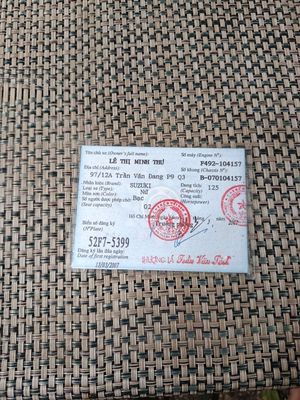 Tên chủ xe (Owner's full name): Số máy (Engine N°):
LÊ THỊ MINH THƯ F492-104157
Địa chỉ (Address): Số khung (Chassis N°):
97/12A Trần Văn Đang P9 Q3 B-070104157
Nhãn hiệu (Brand): SUZUKI Dung tích: 125
Loại xe (Type): Nữ (Capacity)
Màu sơn (Color): Bạc Công suất:
Số người được phép chở: 02 (Horsepower)
(Seat capacity)
Biển số đăng ký
(N°Plate)
52F7-5399
Đăng ký lần đầu ngày
Date of first registration